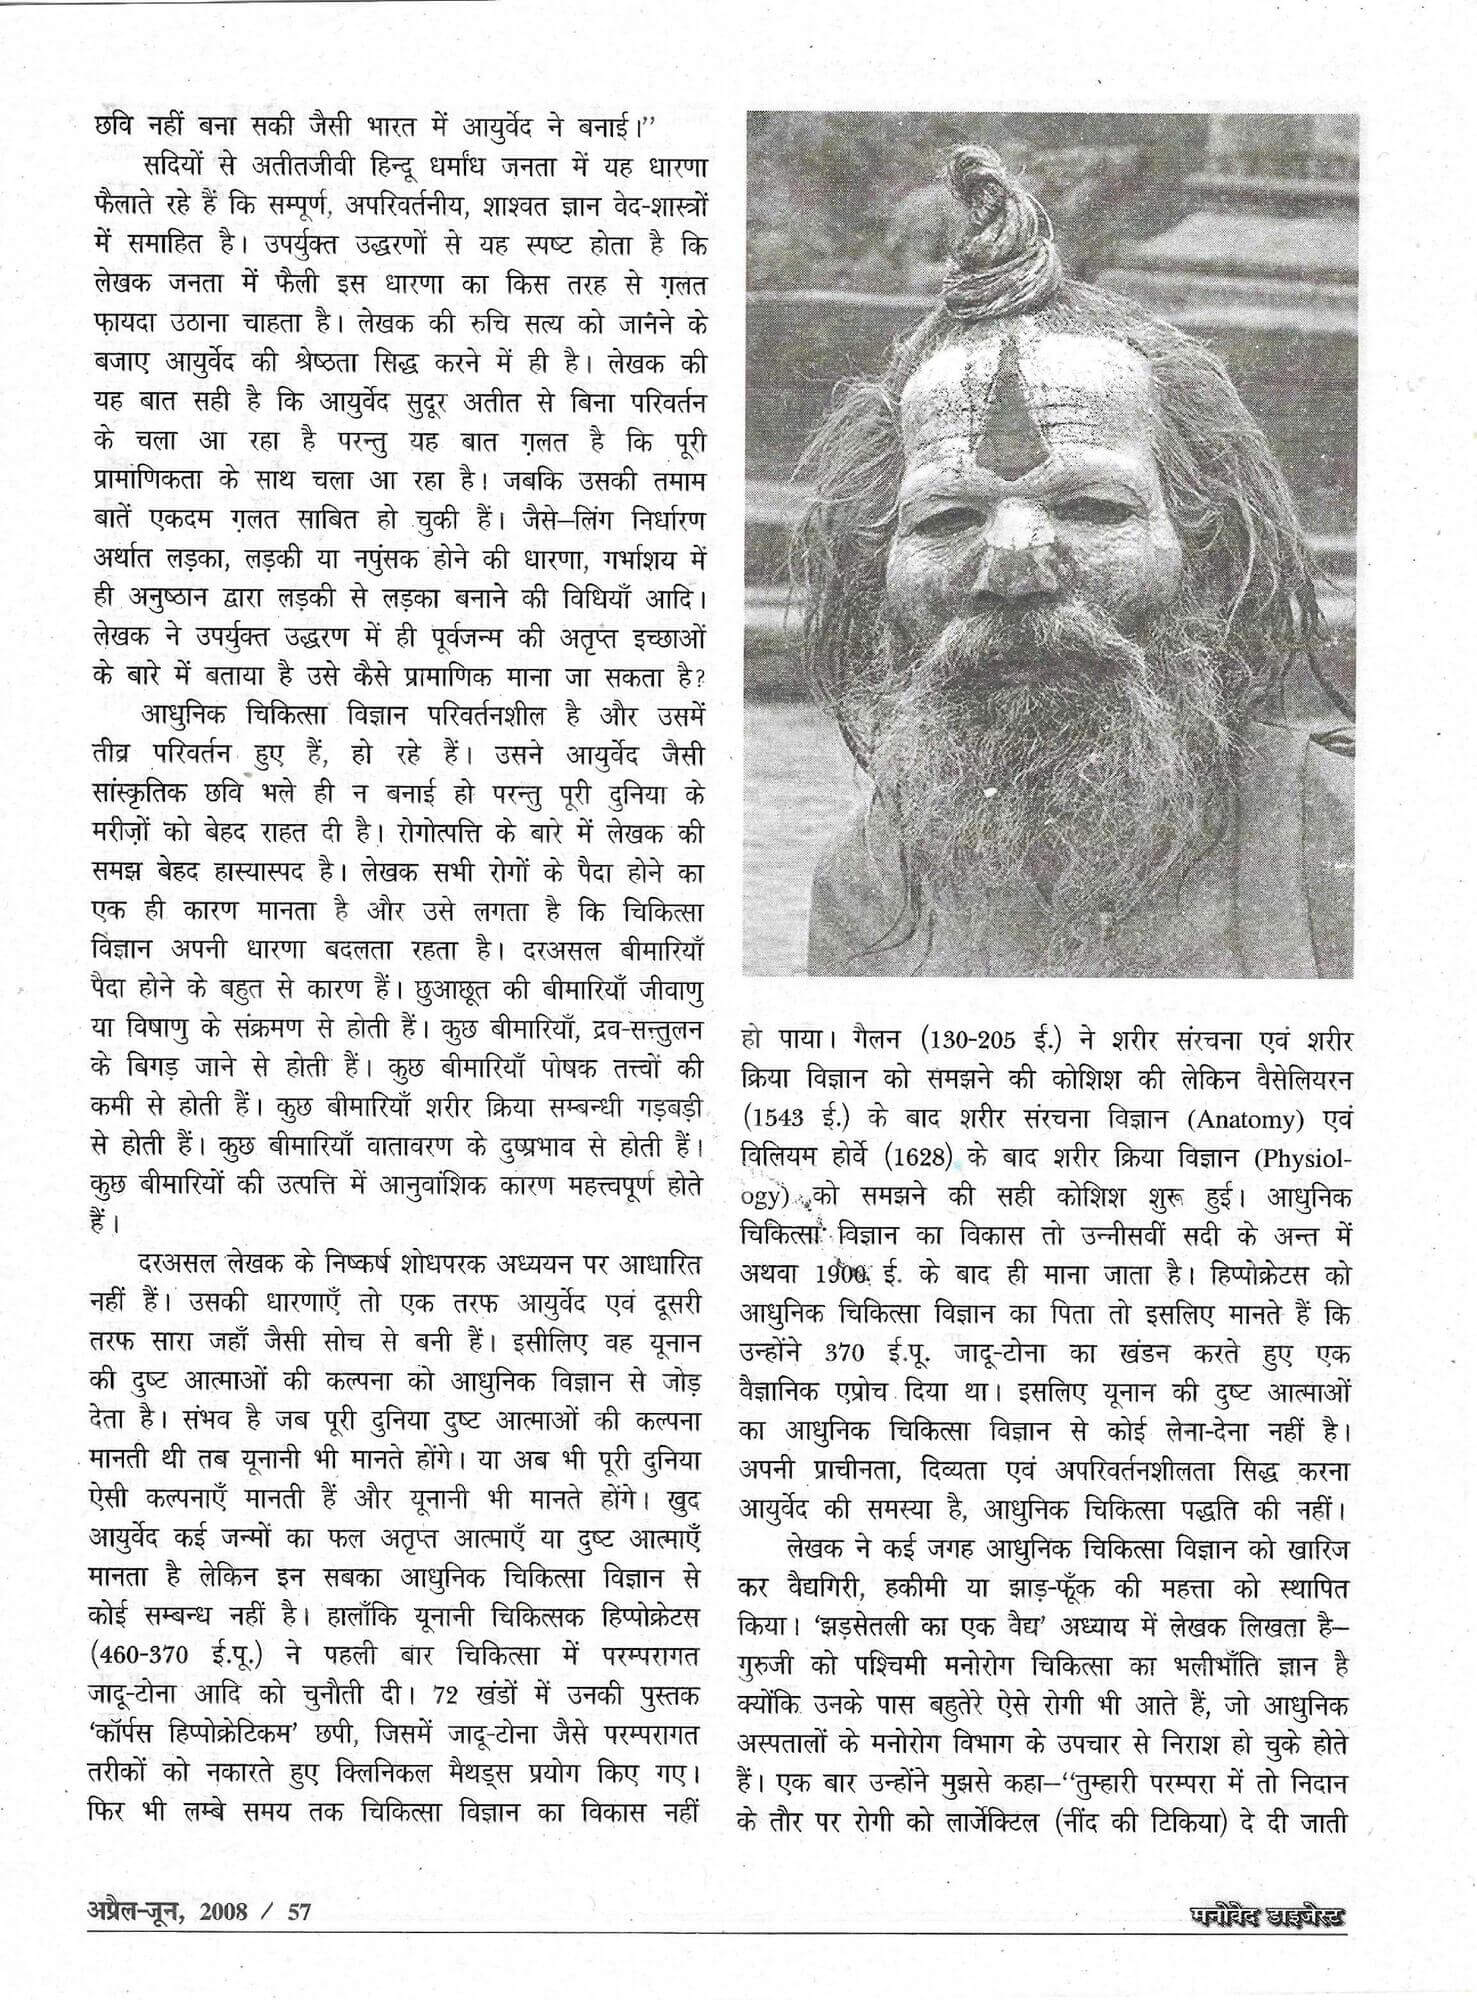 छवि नहीं बना सकी जैसी भारत में आयुर्वेद ने बनाई।”
सदियों से अतीतजीवी हिन्दू धर्मांध जनता में यह धारणा
फैलाते रहे हैं कि सम्पूर्ण, अपरिवर्तनीय, शाश्वत ज्ञान वेद-शास्त्रों
में समाहित है। उपर्युक्त उद्धरणों से यह स्पष्ट होता है कि
लेखक जनता में फैली इस धारणा का किस तरह से ग़लत
फ़ायदा उठाना चाहता है। लेखक की रुचि सत्य को जानने के
बजाए आयुर्वेद की श्रेष्ठता सिद्ध करने में ही है। लेखक की
यह बात सही है कि आयुर्वेद सुदूर अतीत से बिना परिवर्तन
के चला आ रहा है परन्तु यह बात ग़लत है कि पूरी
प्रामाणिकता के साथ चला आ रहा है। जबकि उसकी तमाम
बातें एकदम ग़लत साबित हो चुकी हैं। जैसे–लिंग निर्धारण
अर्थात लड़का, लड़की या नपुंसक होने की धारणा, गर्भाशय में
ही अनुष्ठान द्वारा लड़की से लड़का बनाने की विधियाँ आदि।
लेखक ने उपर्युक्त उद्धरण में ही पूर्वजन्म की अतृप्त इच्छाओं
के बारे में बताया है उसे कैसे प्रामाणिक माना जा सकता है?
आधुनिक चिकित्सा विज्ञान परिवर्तनशील है और उसमें
तीव्र परिवर्तन हुए हैं, हो रहे हैं। उसने आयुर्वेद जैसी
सांस्कृतिक छवि भले ही न बनाई हो परन्तु पूरी दुनिया के
मरीज़ों को बेहद राहत दी है। रोगोत्पत्ति के बारे में लेखक की
समझ बेहद हास्यास्पद है। लेखक सभी रोगों के पैदा होने का
एक ही कारण मानता है और उसे लगता है कि चिकित्सा
विज्ञान अपनी धारणा बदलता रहता है। दरअसल बीमारियाँ
पैदा होने के बहुत से कारण हैं। छुआछूत की बीमारियाँ जीवाणु
या विषाणु के संक्रमण से होती हैं। कुछ बीमारियाँ, द्रव-सन्तुलन
के बिगड़ जाने से होती हैं। कुछ बीमारियाँ पोषक तत्त्वों की
कमी से होती हैं। कुछ बीमारियाँ शरीर क्रिया सम्बन्धी गड़बड़ी
से होती हैं। कुछ बीमारियाँ वातावरण के दुष्प्रभाव से होती हैं।
कुछ बीमारियों की उत्पत्ति में आनुवांशिक कारण महत्त्वपूर्ण होते
हैं।
दरअसल लेखक के निष्कर्ष शोधपरक अध्ययन पर आधारित
नहीं हैं। उसकी धारणाएँ तो एक तरफ आयुर्वेद एवं दूसरी
तरफ सारा जहाँ जैसी सोच से बनी हैं। इसीलिए वह यूनान
की दुष्ट आत्माओं की कल्पना को आधुनिक विज्ञान से जोड़
देता है। संभव है जब पूरी दुनिया दुष्ट आत्माओं की कल्पना
मानती थी तब यूनानी भी मानते होंगे। या अब भी पूरी दुनिया
ऐसी कल्पनाएँ मानती हैं और यूनानी भी मानते होंगे। खुद
आयुर्वेद कई जन्मों का फल अतृप्त आत्माएँ या दुष्ट आत्माएँ
मानता है लेकिन इन सबका आधुनिक चिकित्सा विज्ञान से
कोई सम्बन्ध नहीं है। हालाँकि यूनानी चिकित्सक हिप्पोक्रेटस
(460-370 ई.पू.) ने पहली बार चिकित्सा में परम्परागत
जादू-टोना आदि को चुनौती दी। 72 खंडों में उनकी पुस्तक
‘कॉर्पस हिप्पोक्रेटिकम’ छपी, जिसमें जादू-टोना जैसे परम्परागत
तरीकों को नकारते हुए क्लिनिकल मैथड्स प्रयोग किए गए।
फिर भी लम्बे समय तक चिकित्सा विज्ञान का विकास नहीं
हो पाया। गैलन (130-205 ई.) ने शरीर संरचना एवं शरीर
क्रिया विज्ञान को समझने की कोशिश की लेकिन वैसेलियरन
(1543 ई.) के बाद शरीर संरचना विज्ञान (Anatomy) एवं
विलियम होर्वे (1628) के बाद शरीर क्रिया विज्ञान (Physiol-
ogy) को समझने की सही कोशिश शुरू हुई। आधुनिक
चिकित्सा विज्ञान का विकास तो उन्नीसवीं सदी के अन्त में
अथवा 1900 ई. के बाद ही माना जाता है। हिप्पोक्रेटस को
आधुनिक चिकित्सा विज्ञान का पिता तो इसलिए मानते हैं कि
उन्होंने 370 ई.पू. जादू-टोना का खंडन करते हुए एक
वैज्ञानिक एप्रोच दिया था। इसलिए यूनान की दुष्ट आत्माओं
का आधुनिक चिकित्सा विज्ञान से कोई लेना-देना नहीं है।
अपनी प्राचीनता, दिव्यता एवं अपरिवर्तनशीलता सिद्ध करना
आयुर्वेद की समस्या है, आधुनिक चिकित्सा पद्धति की नहीं।
लेखक ने कई जगह आधुनिक चिकित्सा विज्ञान को खारिज
कर वैद्यगिरी, हकीमी या झाड़-फूँक की महत्ता को स्थापित
किया। ‘झड़सेतली का एक वैद्य’ अध्याय में लेखक लिखता है–
गुरुजी को पश्चिमी मनोरोग चिकित्सा का भलीभाँति ज्ञान है
क्योंकि उनके पास बहुतेरे ऐसे रोगी भी आते हैं, जो आधुनिक
अस्पतालों के मनोरोग विभाग के उपचार से निराश हो चुके होते
हैं। एक बार उन्होंने मुझसे कहा–“तुम्हारी परम्परा में तो निदान
के तौर पर रोगी को लार्जेक्टिल (नींद की टिकिया) दे दी जाती
अप्रैल-जून, 2008 / 57
मनोवेद डाइजेस्ट